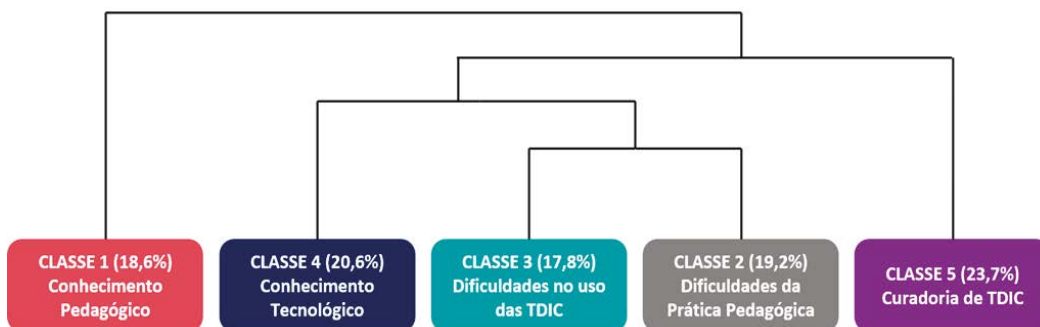 CLASSE 1 (18,6%)
Conhecimento
Pedagógico
CLASSE 4 (20,6%)
Conhecimento
Tecnológico
CLASSE 3 (17,8%)
Dificuldades no uso
das TDIC
CLASSE 2 (19,2%)
Dificuldades da
Prática Pedagógica
CLASSE 5 (23,7%)
Curadoria de TDIC